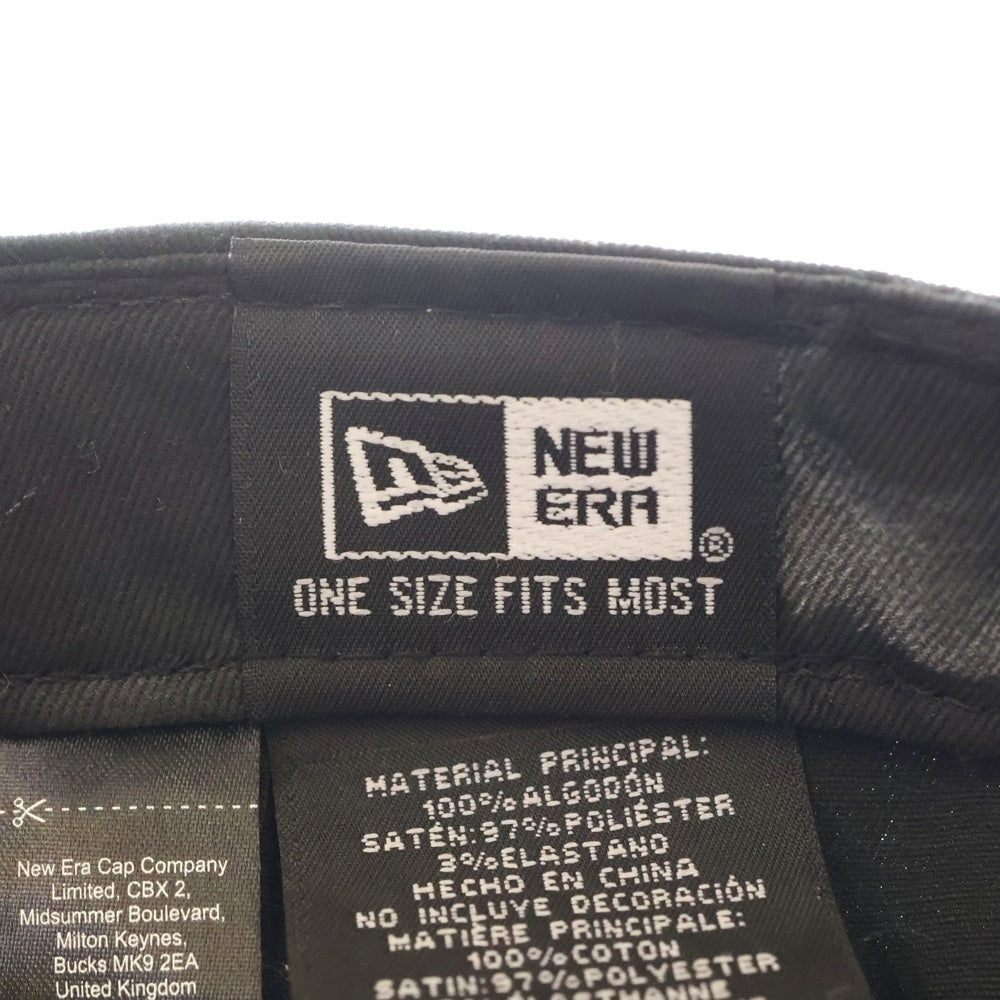 NEW
ERA
®
ONE SIZE FITS MOST
New Era Cap Company
Limited, CBX 2,
Midsummer Boulevard,
Milton Keynes,
Bucks MK9 2EA
United Kingdom
MATERIAL PRINCIPAL:
100%ALGODÓN
SATÉN:97%POLIÉSTER
3%ELASTANO
HECHO EN CHINA
NO INCLUYE DECORACIÓN
MATIÈRE PRINCIPALE:
100%COTON
SATIN:97%POLYESTER
ELASTHANNE